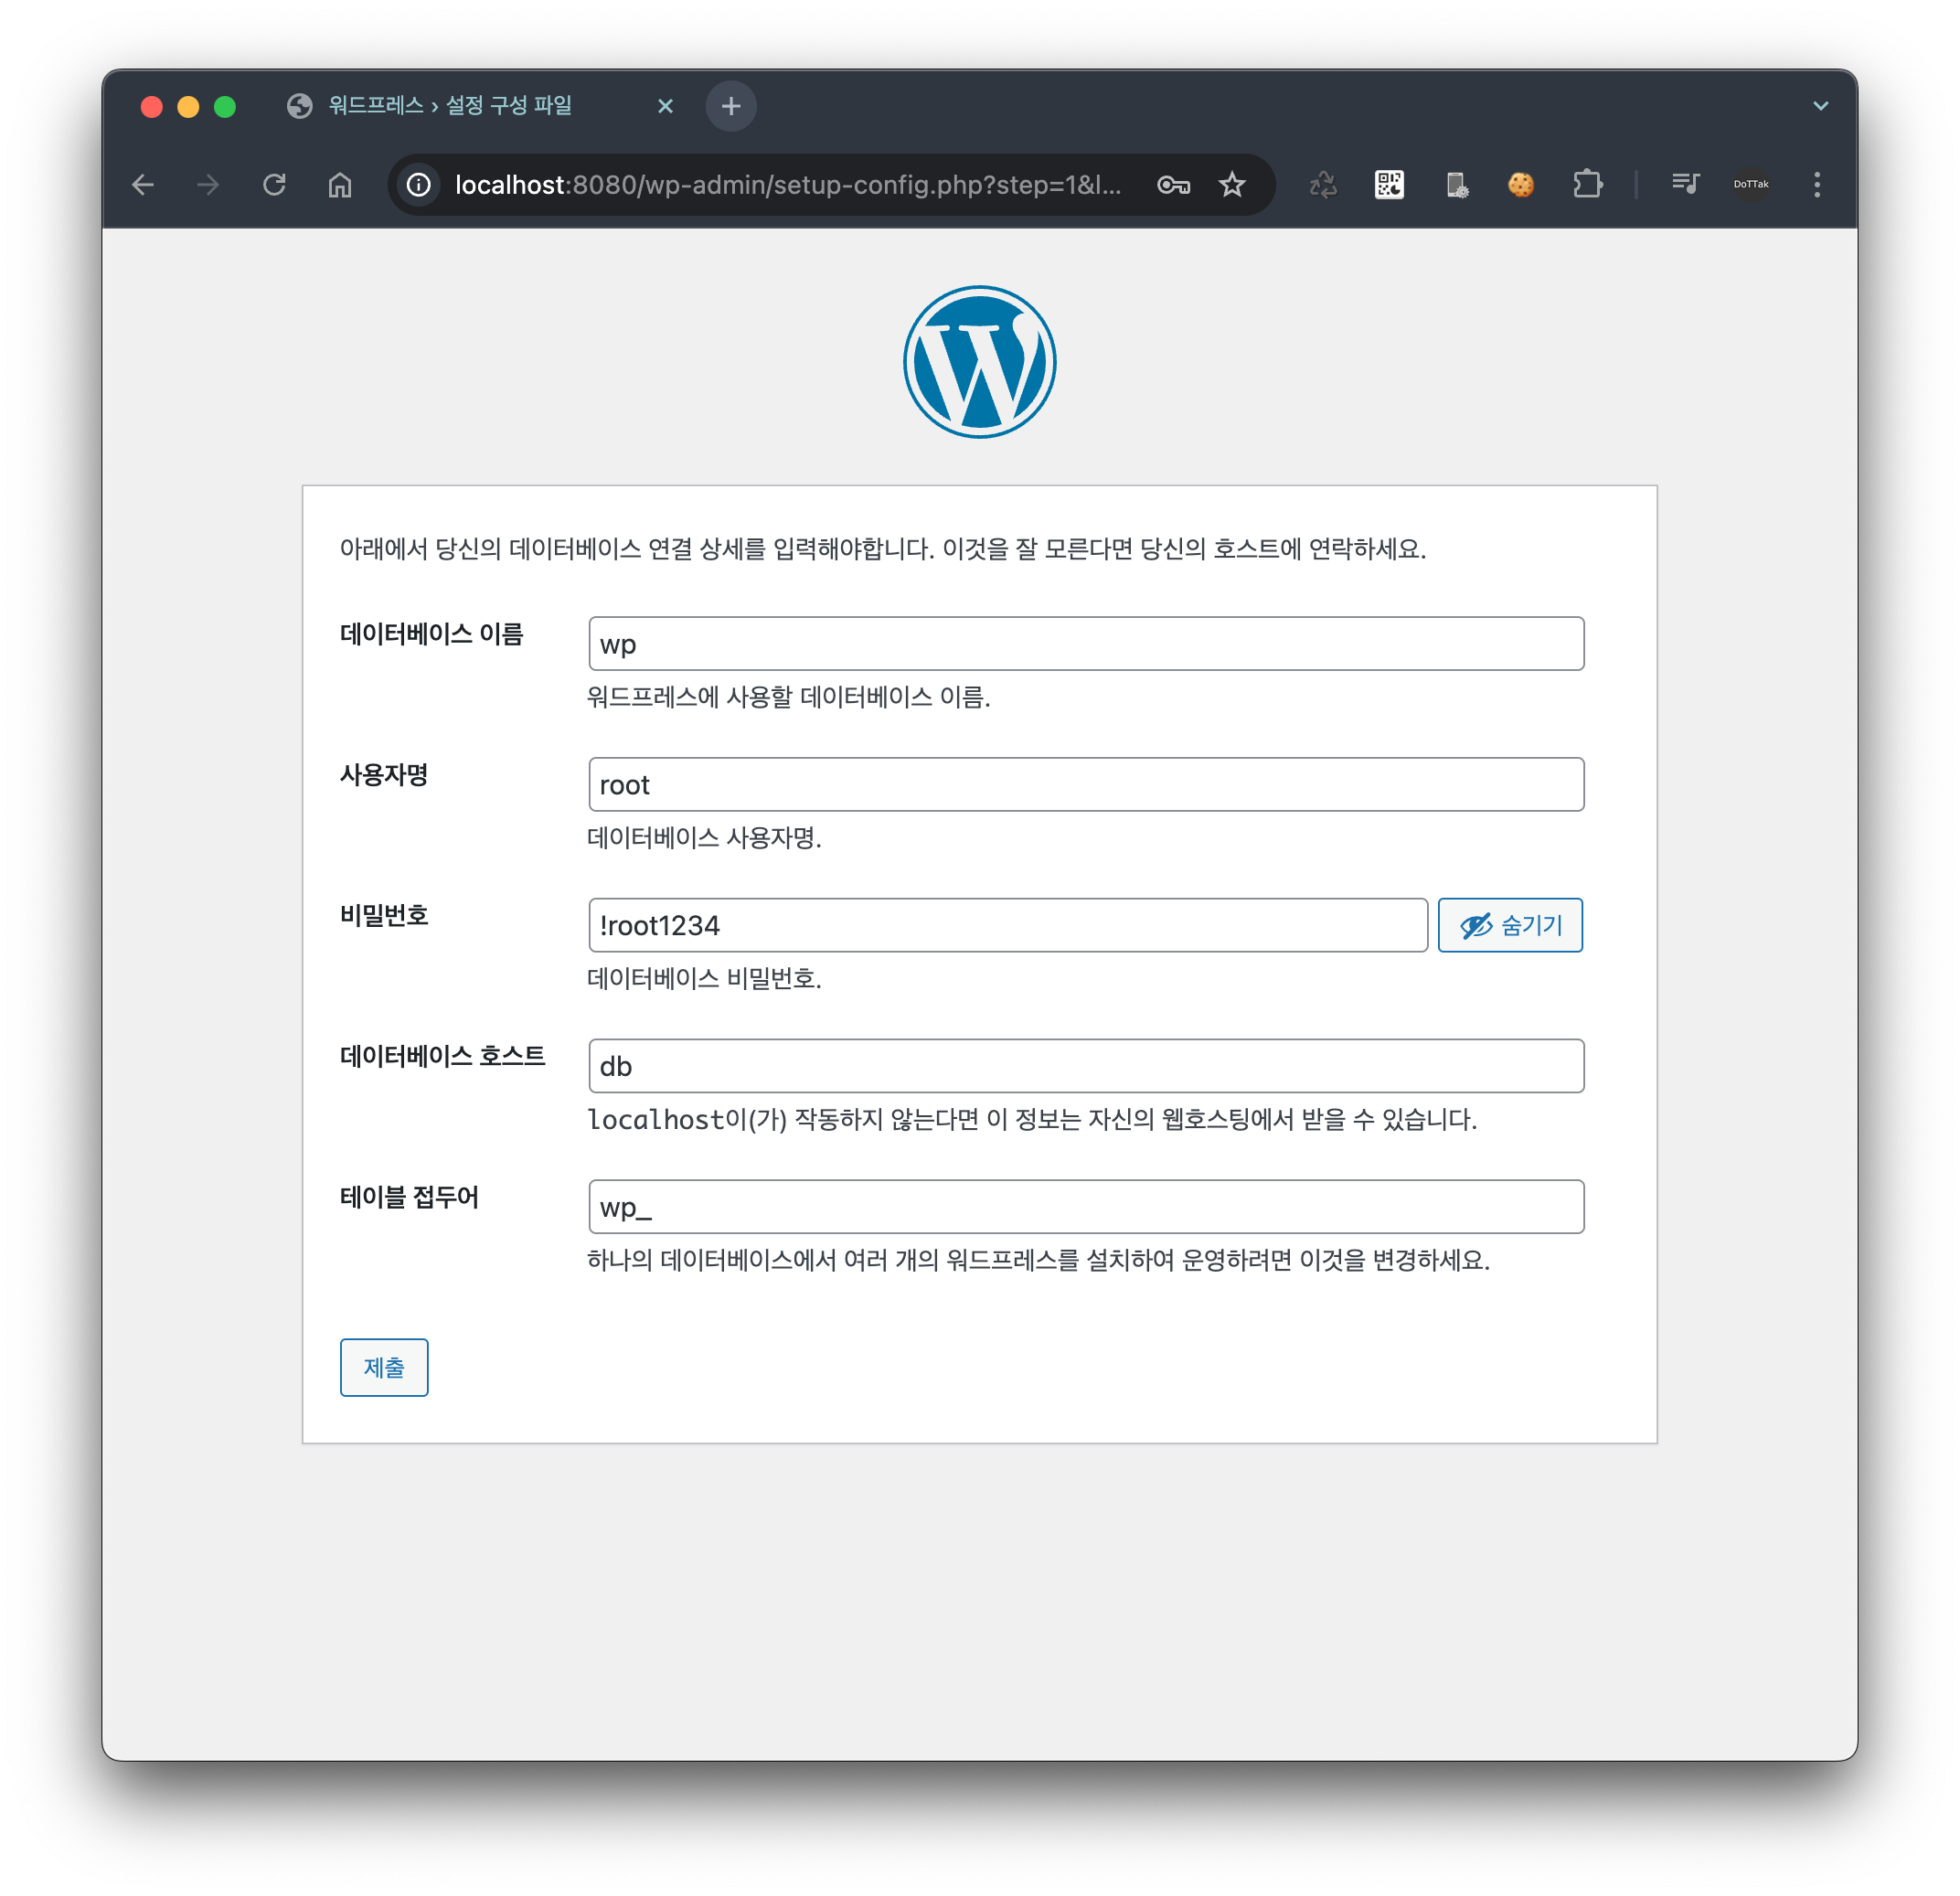 워드프레스 › 설정 구성 파일
localhost:8080/wp-admin/setup-config.php?step=1&l...
DoTTak
아래에서 당신의 데이터베이스 연결 상세를 입력해야합니다. 이것을 잘 모른다면 당신의 호스트에 연락하세요.
데이터베이스 이름
wp
워드프레스에 사용할 데이터베이스 이름.
사용자명
root
데이터베이스 사용자명.
비밀번호
!root1234
숨기기
데이터베이스 비밀번호.
데이터베이스 호스트
db
localhost이(가) 작동하지 않는다면 이 정보는 자신의 웹호스팅에서 받을 수 있습니다.
테이블 접두어
wp_
하나의 데이터베이스에서 여러 개의 워드프레스를 설치하여 운영하려면 이것을 변경하세요.
제출